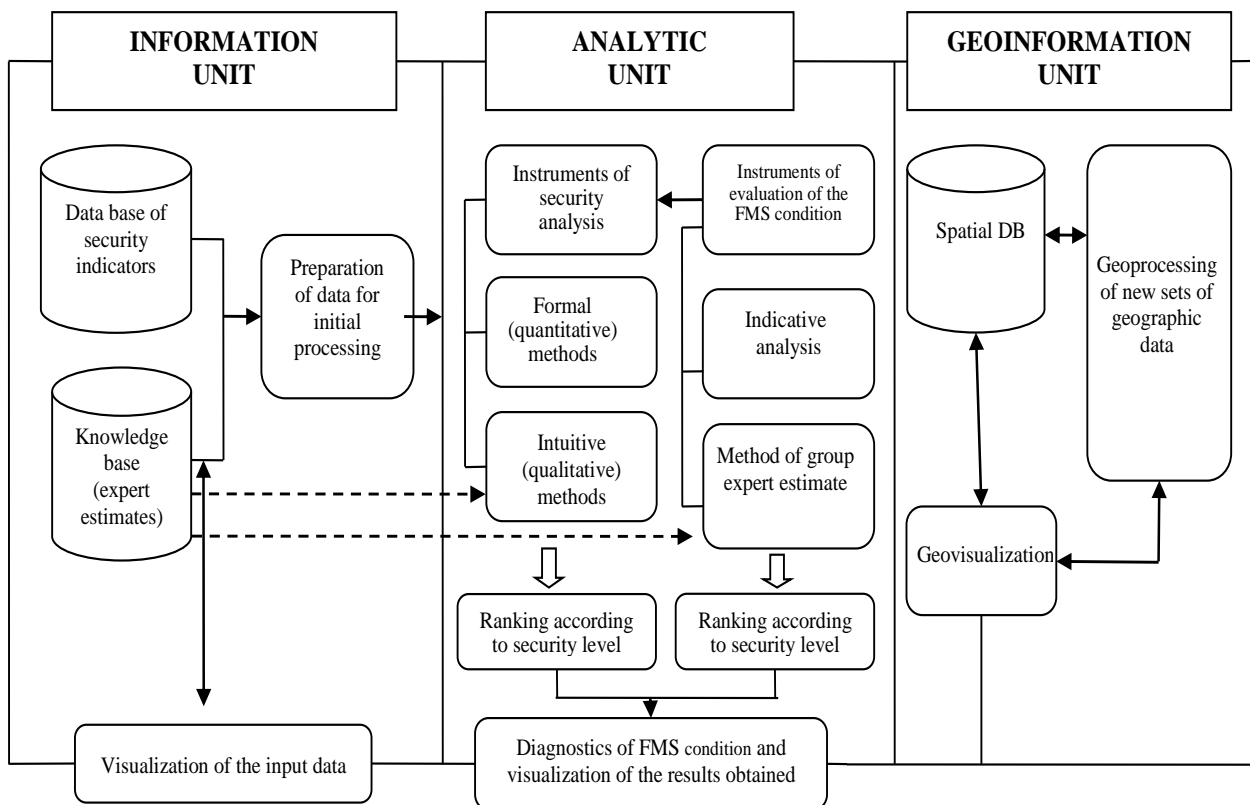 INFORMATION
UNIT
ANALYTIC
UNIT
GEOINFORMATION
UNIT
Data base of
security
indicators
Preparation
of data for
initial
processing
Knowledge
base
(expert
estimates)
Visualization of the input data
Instruments of
security
analysis
Instruments of
evaluation of the
FMS condition
Formal
(quantitative)
methods
Indicative
analysis
Intuitive
(qualitative)
methods
Method of group
expert estimate
Ranking according
to security level
Ranking according
to security level
Diagnostics of FMS condition and
visualization of the results obtained
Spatial DB
Geoprocessing
of new sets of
geographic
data
Geovisualization